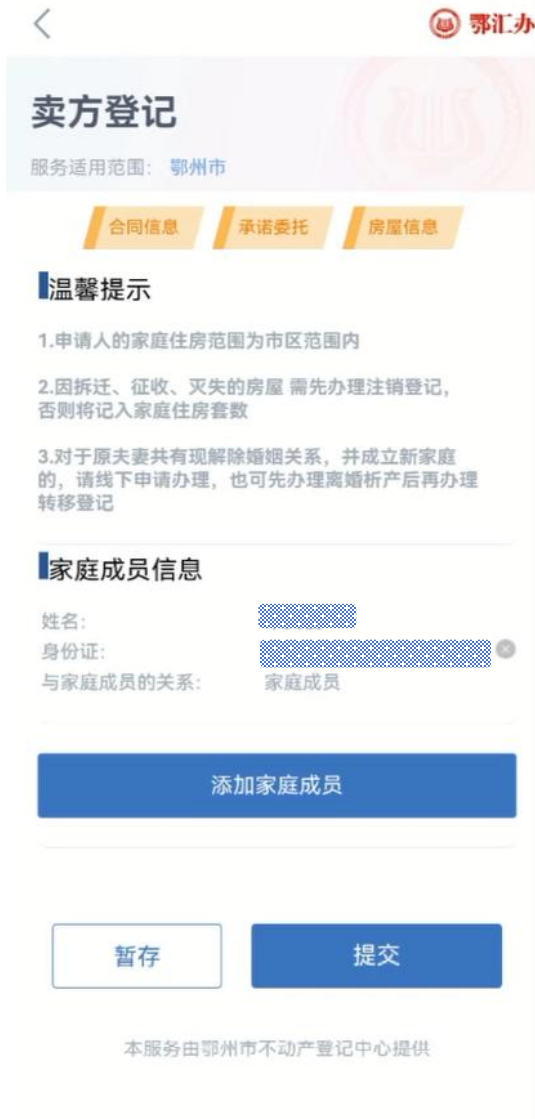 鄂汇办
卖方登记
服务适用范围： 鄂州市
合同信息 承诺委托 房屋信息
温馨提示
1.申请人的家庭住房范围为市区范围内
2.因拆迁、征收、灭失的房屋 需先办理注销登记，
否则将记入家庭住房套数
3.对于原夫妻共有现解除婚姻关系，并成立新家庭
的，请线下申请办理，也可先办理离婚析产后再办理
转移登记
家庭成员信息
姓名：
身份证：
与家庭成员的关系： 家庭成员
添加家庭成员
暂存 提交
本服务由鄂州市不动产登记中心提供